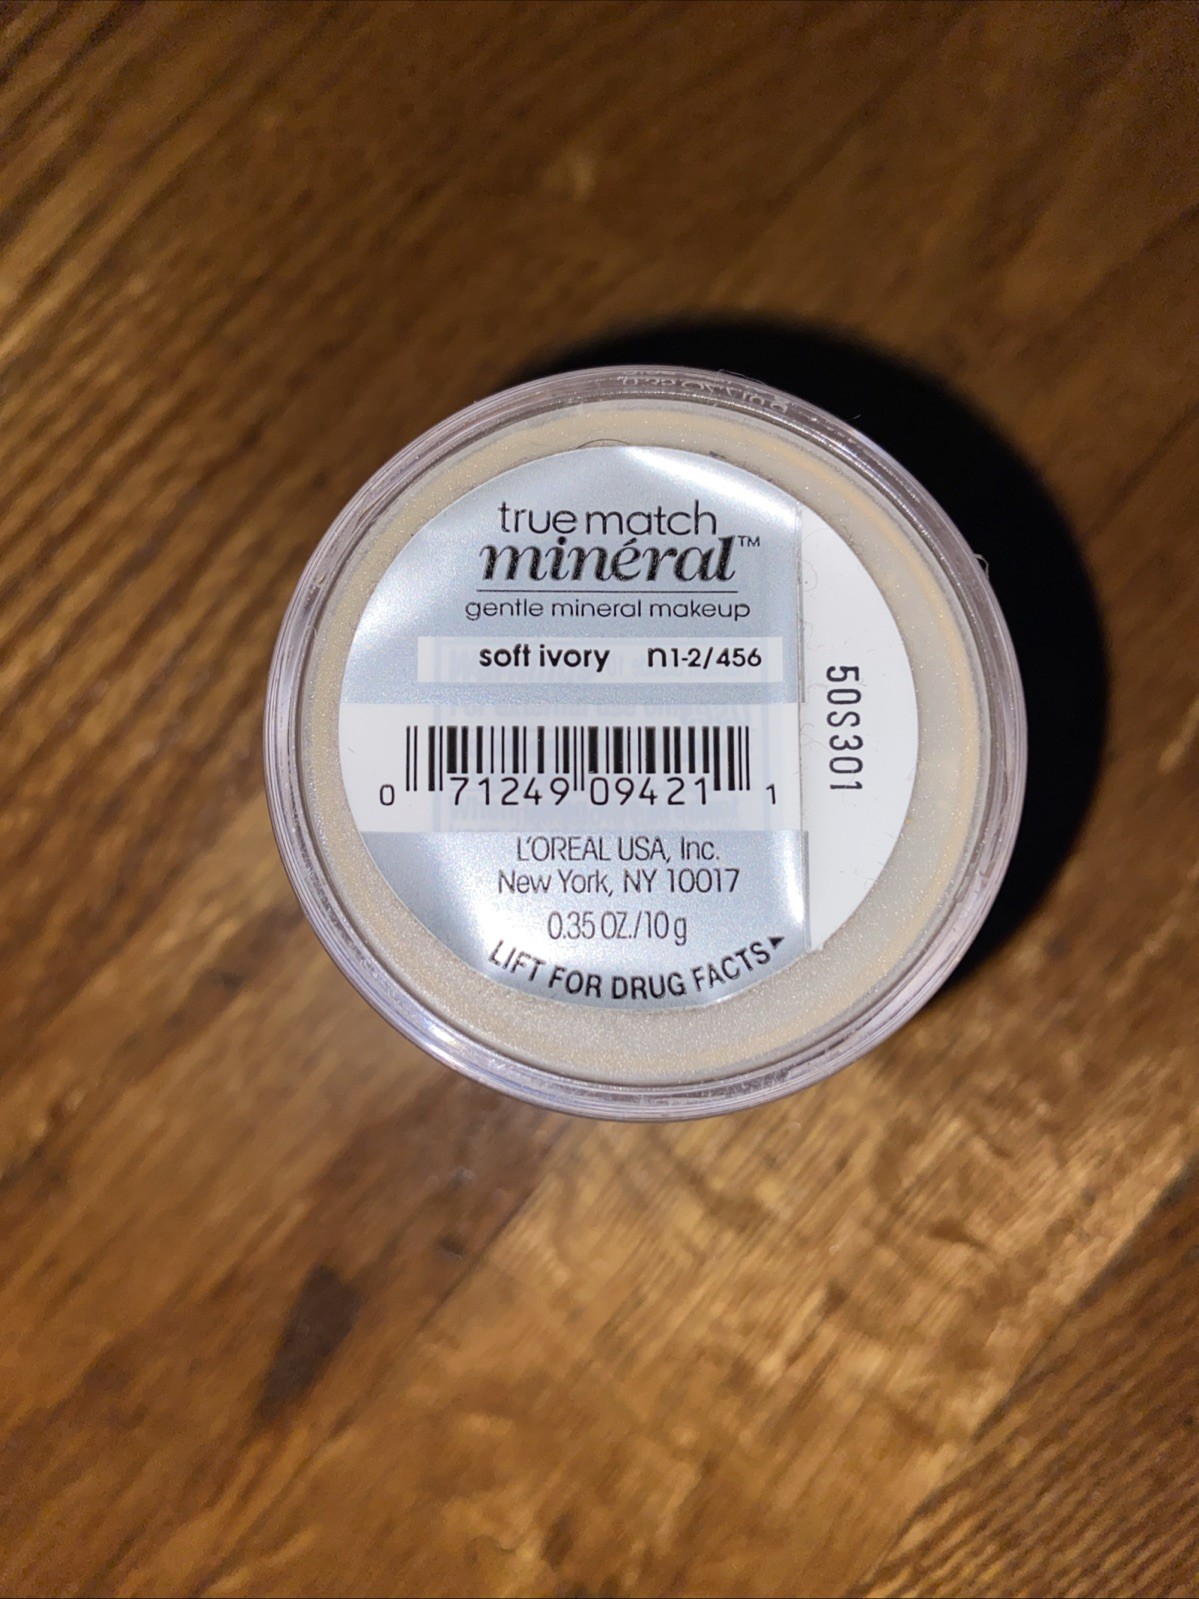 true match
minéral™
gentle mineral makeup
soft ivory n1-2/456
0 71249 09421 1
L'OREAL USA, Inc.
New York, NY 10017
0.35 OZ./10 g
LIFT FOR DRUG FACTS▸
50S301